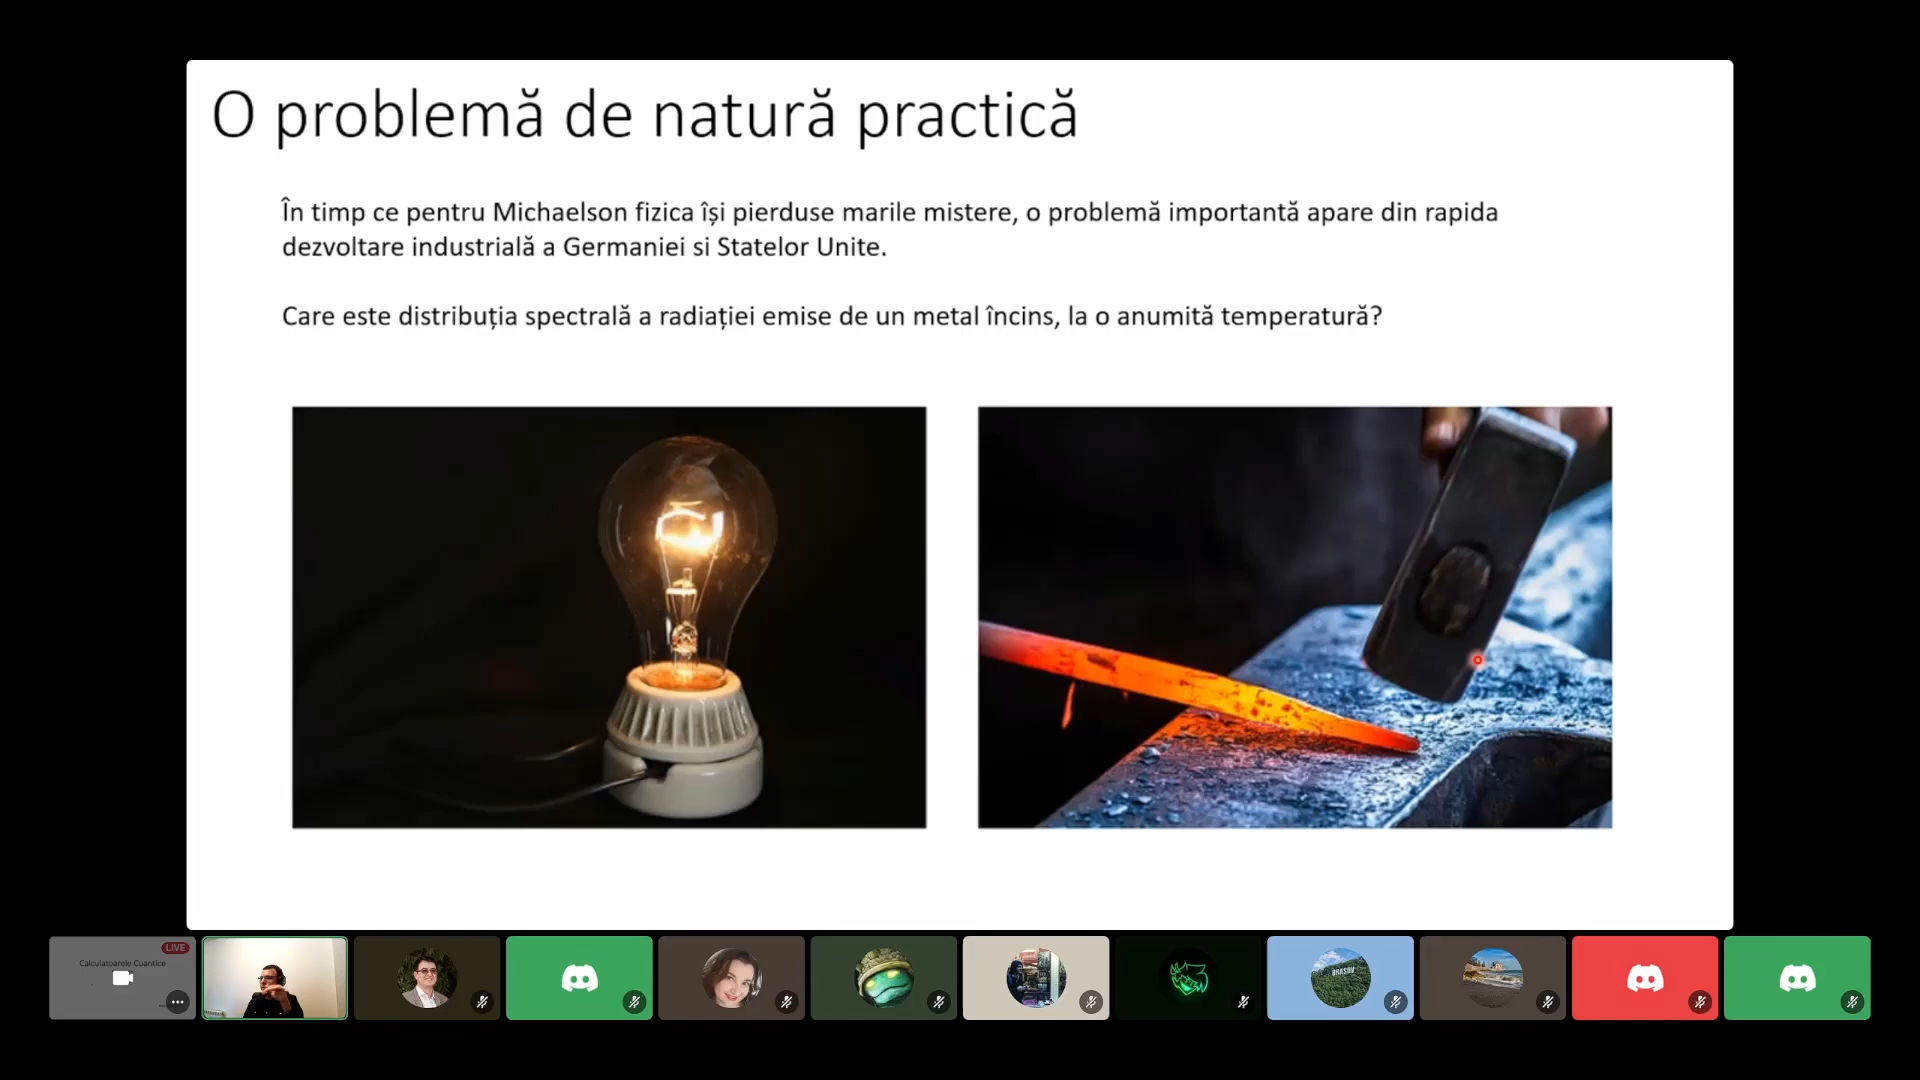 O problemă de natură practică
În timp ce pentru Michaelson fizica își pierduse marile mistere, o problemă importantă apare din rapida
dezvoltare industrială a Germaniei si Statelor Unite.
Care este distribuția spectrală a radiației emise de un metal încins, la o anumită temperatură?
LIVE
Calculatoarele Cuantice
BRASOV